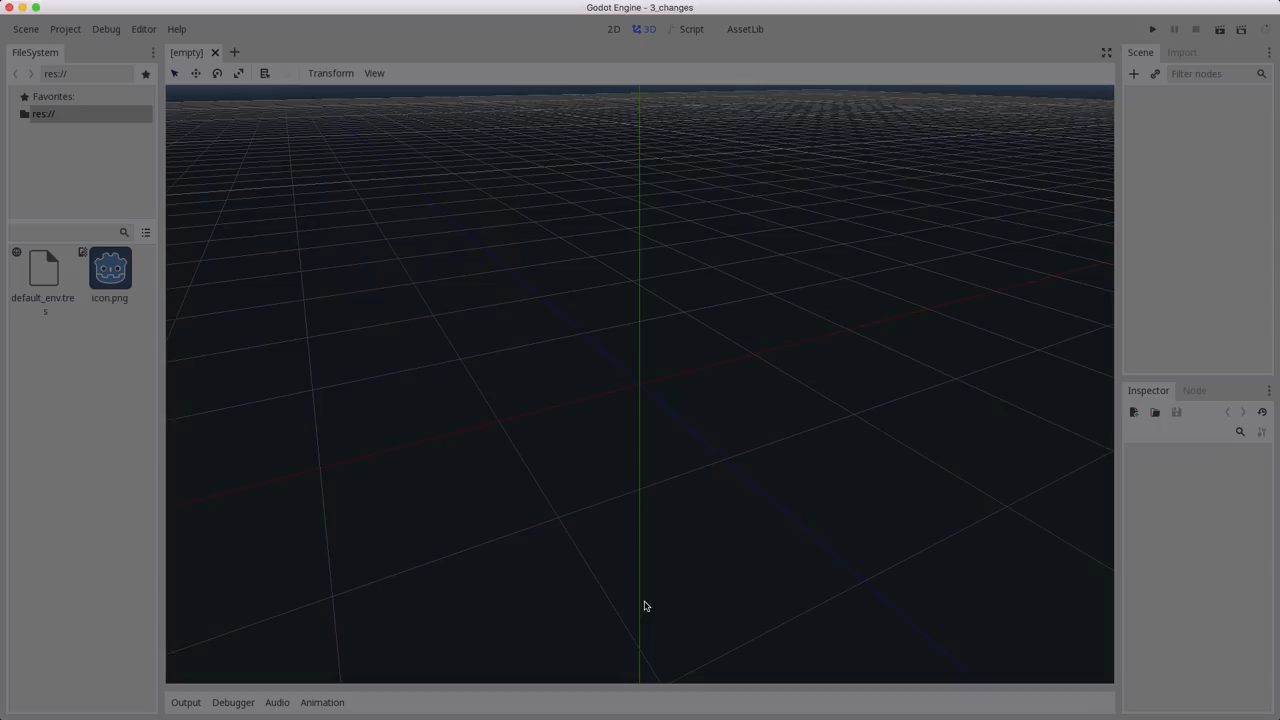 Godot Engine - 3_changes
Scene Project Debug Editor Help
2D 3D Script AssetLib
FileSystem
[empty]
Scene Import
res://
Transform View
Filter nodes
Favorites:
res://
default_env.tre
s
icon.png
Inspector Node
Output Debugger Audio Animation